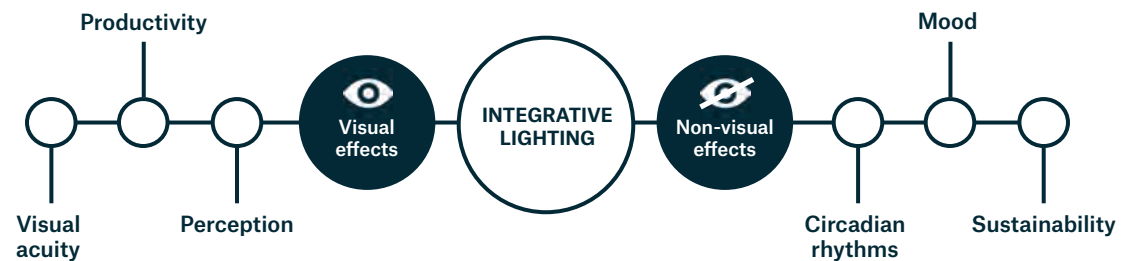 Productivity
Mood
INTEGRATIVE
LIGHTING
Visual
effects
Non-visual
effects
Visual
acuity
Perception
Circadian
rhythms
Sustainability